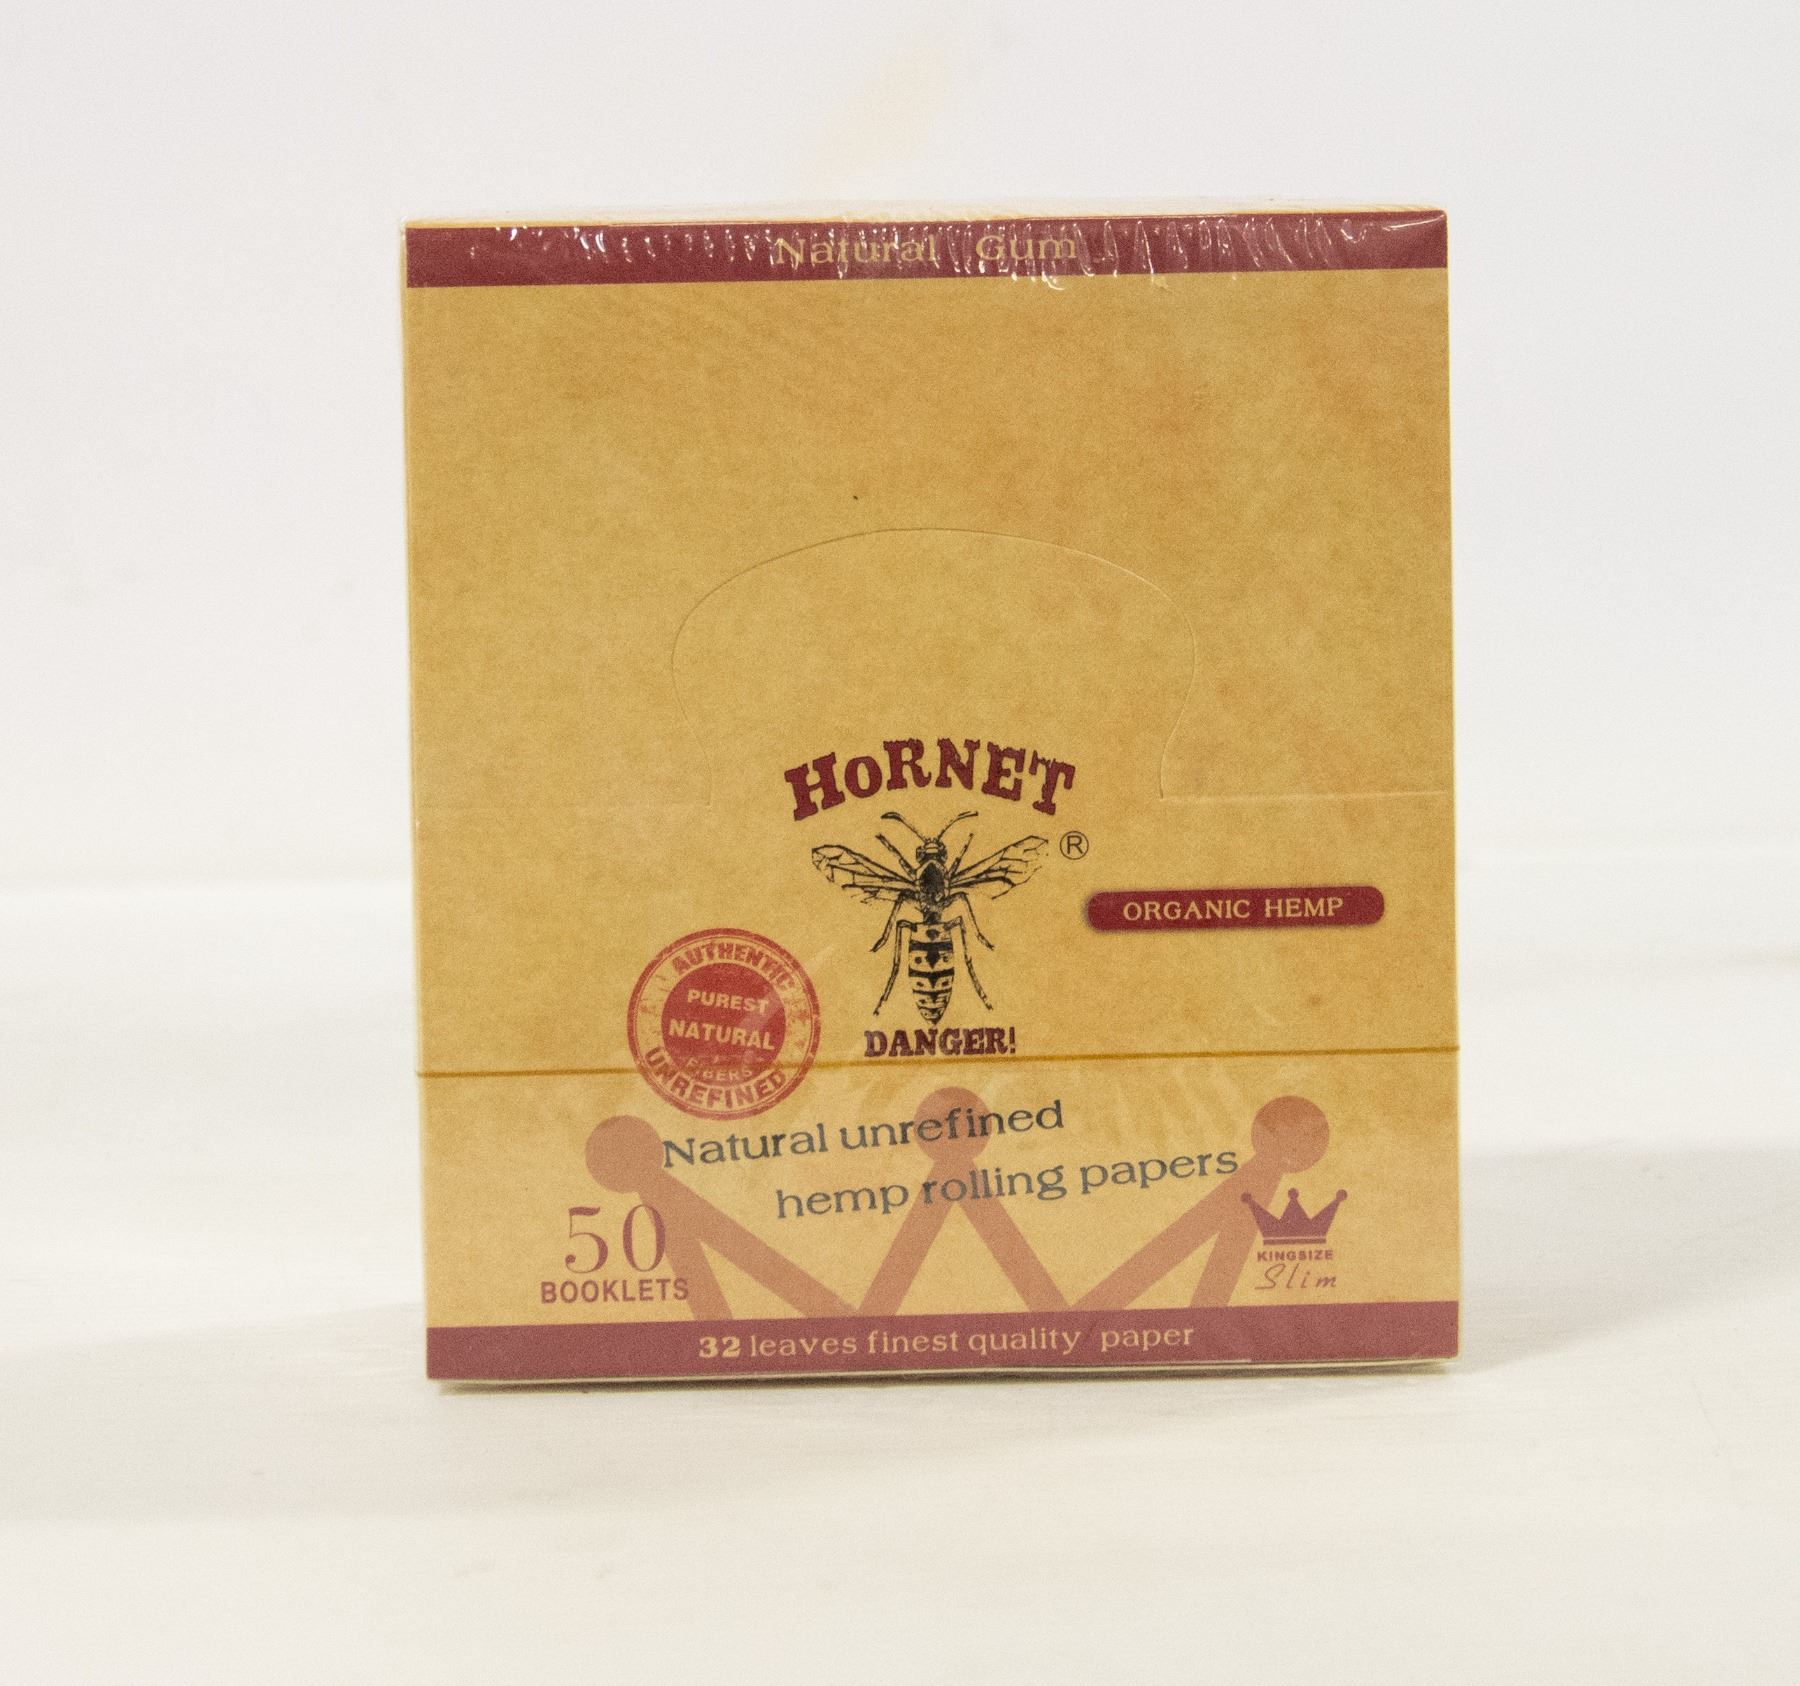 Natural Gum
HoRNET
®
ORGANIC HEMP
AUTHENTIC
PUREST
NATURAL
FIBERS
UNREFINED
DANGER!
Natural unrefined
hemp rolling papers
50
BOOKLETS
KINGSIZE
Slim
32 leaves finest quality paper